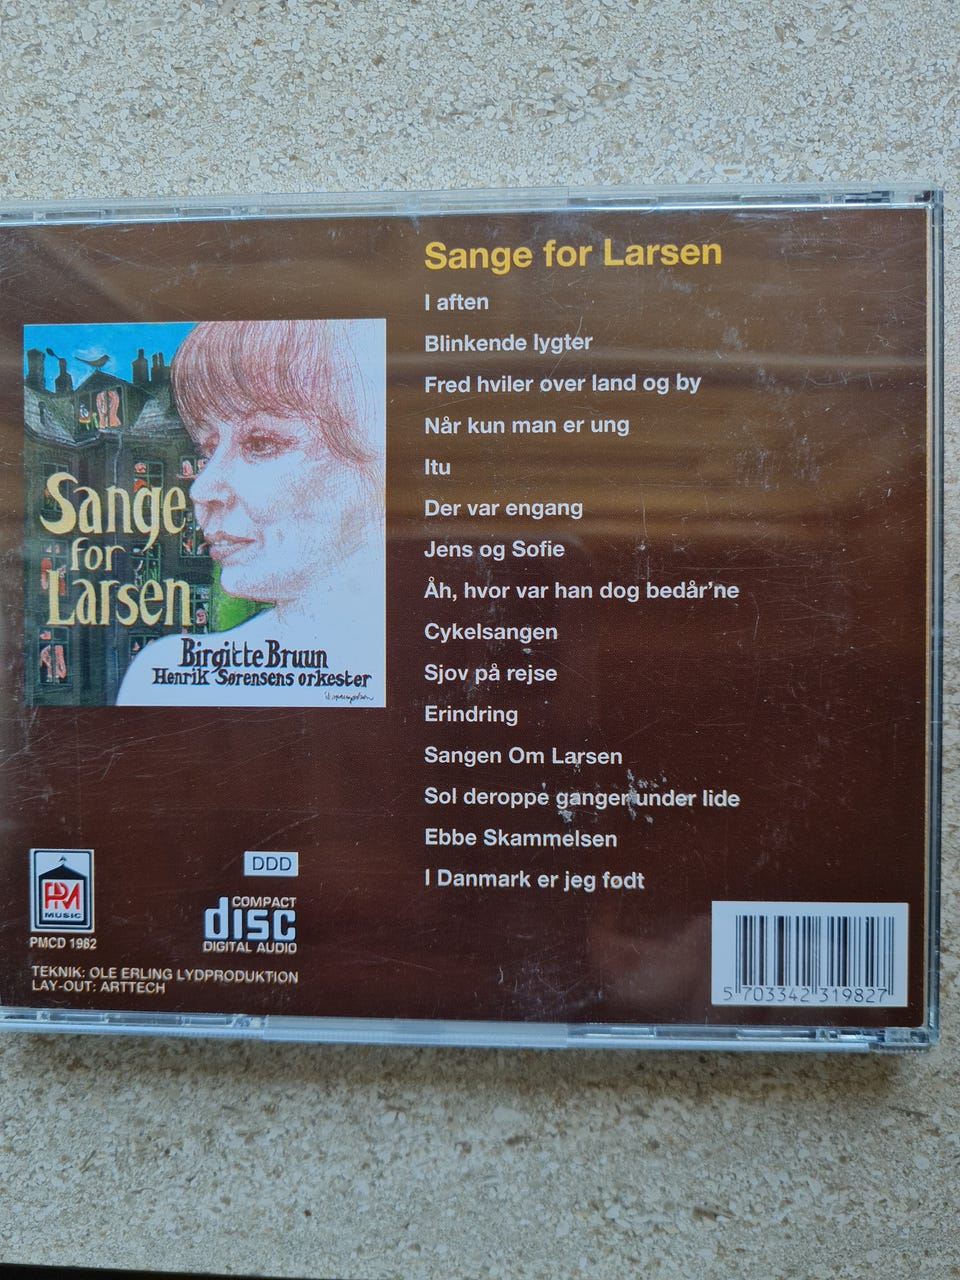 Sange for Larsen
I aften
Blinkende lygter
Fred hviler over land og by
Når kun man er ung
Itu
Der var engang
Jens og Sofie
Åh, hvor var han dog bedår'ne
Cykelsangen
Sjov på rejse
Erindring
Sangen Om Larsen
Sol deroppe ganger under lide
Ebbe Skammelsen
I Danmark er jeg født
Sange
for
Larsen
Birgitte Bruun
Henrik Sørensens orkester
PM
MUSIC
PMCD 1982
DDD
COMPACT
disc
DIGITAL AUDIO
TEKNIK: OLE ERLING LYDPRODUKTION
LAY-OUT: ARTTECH
5 703342 319827